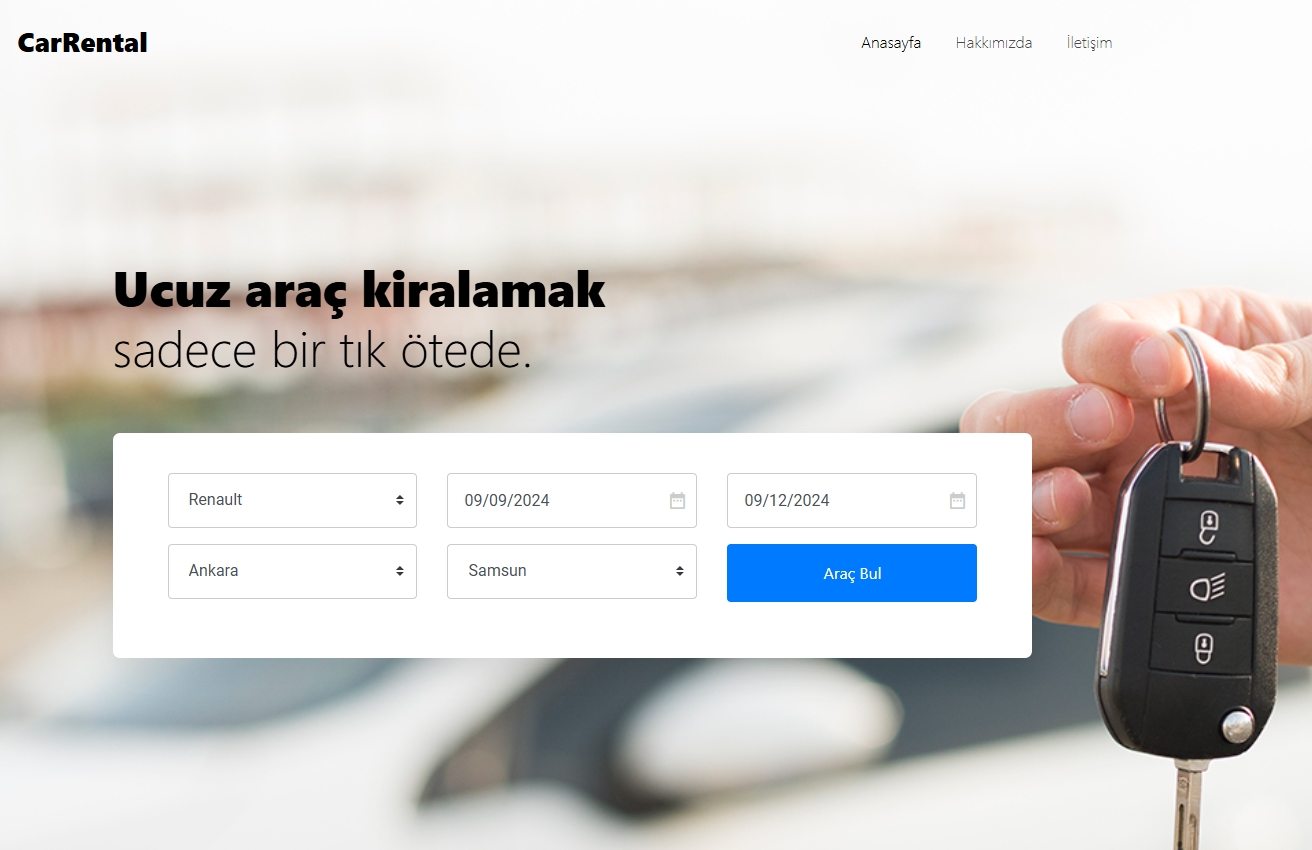 CarRental
Anasayfa Hakkımızda İletişim
Ucuz araç kiralamak
sadece bir tık ötede.
Renault 09/09/2024 09/12/2024
Ankara Samsun Araç Bul